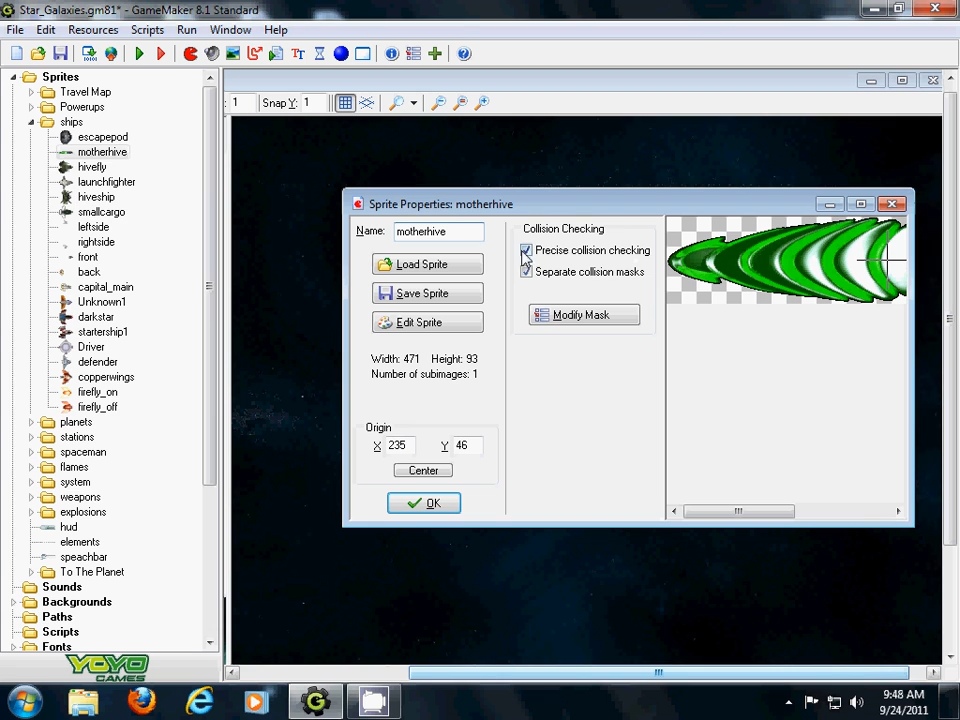 Star_Galaxies.gm81* - GameMaker 8.1 Standard
File Edit Resources Scripts Run Window Help
: 1 Snap Y: 1
Sprites
Travel Map
Powerups
ships
escapepod
motherhive
hivefly
launchfighter
hiveship
smallcargo
leftside
rightside
front
back
capital_main
Unknown1
darkstar
startership1
Driver
defender
copperwings
firefly_on
firefly_off
planets
stations
spaceman
flames
system
weapons
explosions
hud
elements
speachbar
To The Planet
Sounds
Backgrounds
Paths
Scripts
Fonts
YOYO
GAMES
Sprite Properties: motherhive
Name: motherhive
Load Sprite
Save Sprite
Edit Sprite
Width: 471 Height: 93
Number of subimages: 1
Origin
X 235 Y 46
Center
OK
Collision Checking
Precise collision checking
Separate collision masks
Modify Mask
9:48 AM
9/24/2011